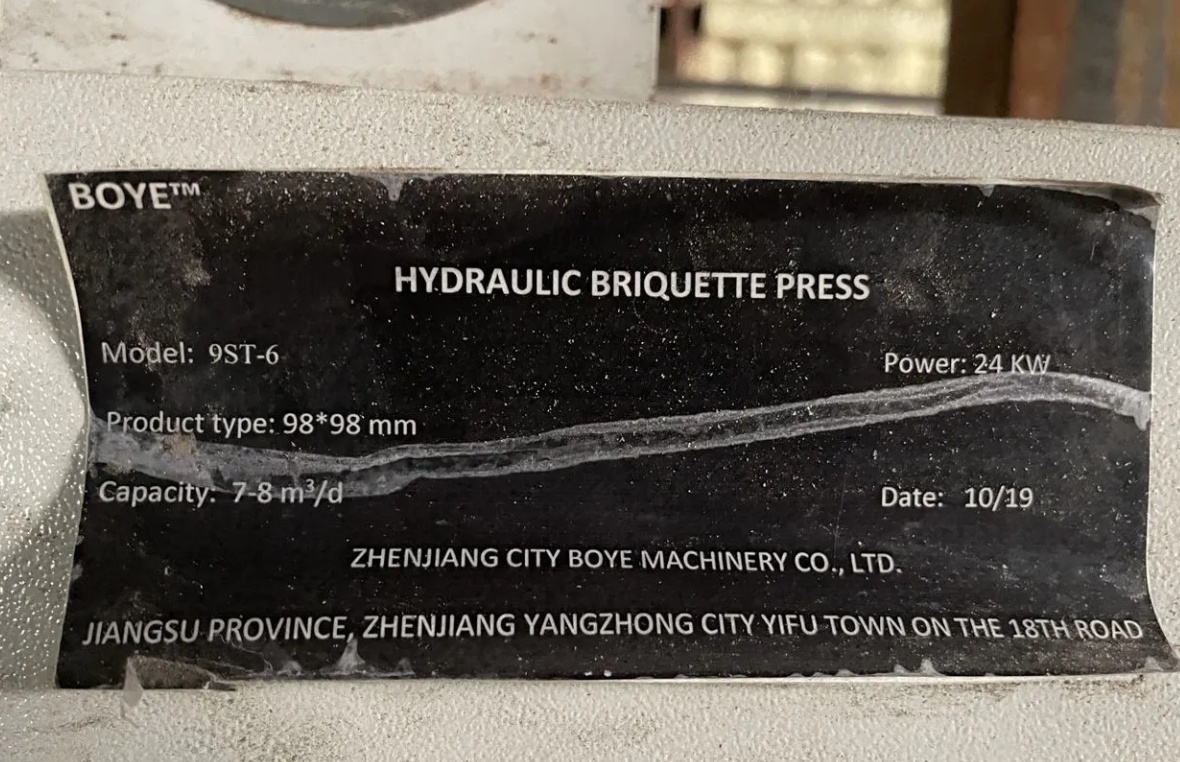 BOYE™
HYDRAULIC BRIQUETTE PRESS
Model: 9ST-6
Power: 24 KW
Product type: 98*98 mm
Capacity: 7-8 m³/d
Date: 10/19
ZHENJIANG CITY BOYE MACHINERY CO., LTD.
JIANGSU PROVINCE, ZHENJIANG YANGZHONG CITY YIFU TOWN ON THE 18TH ROAD